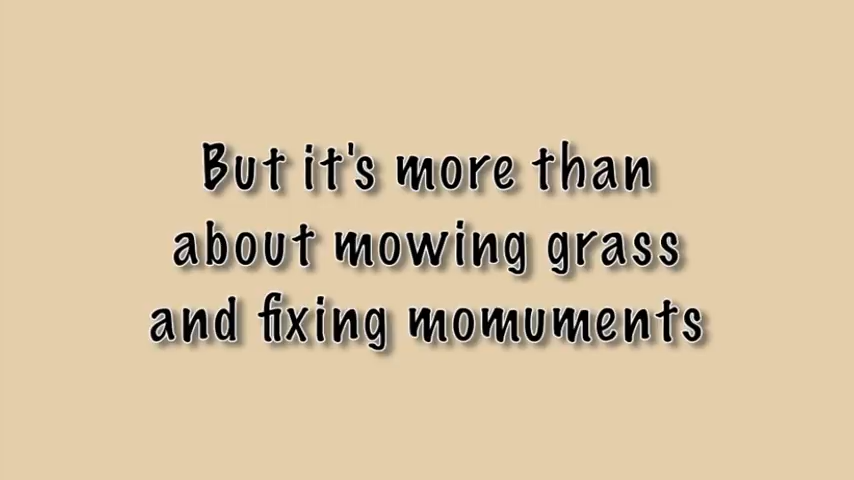 But it's more than
about mowing grass
and fixing momuments